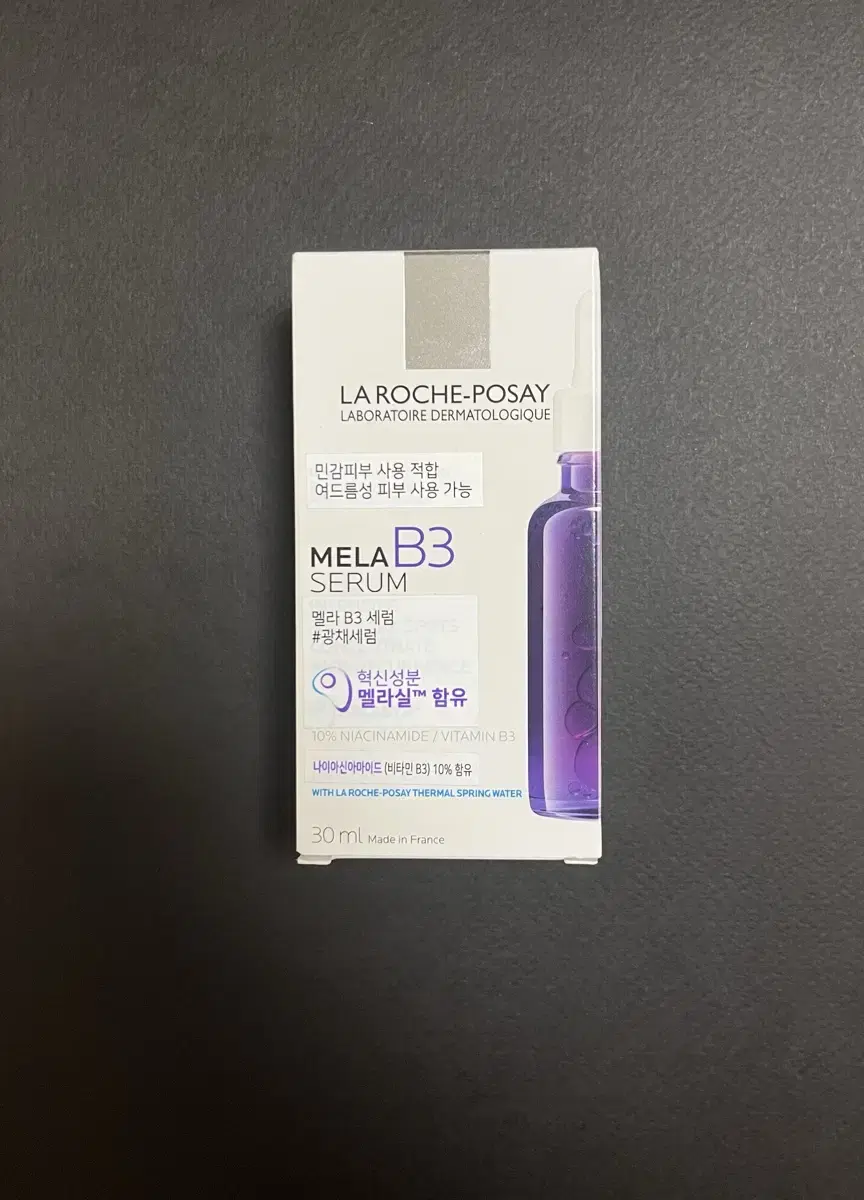 LA ROCHE-POSAY
LABORATOIRE DERMATOLOGIQUE
민감피부 사용 적합
여드름성 피부 사용 가능
MELA B3
SERUM
멜라 B3 세럼
#광채세럼
혁신성분
멜라실™ 함유
10% NIACINAMIDE / VITAMIN B3
나이아신아마이드 (비타민 B3) 10% 함유
WITH LA ROCHE-POSAY THERMAL SPRING WATER
30 ml Made in France